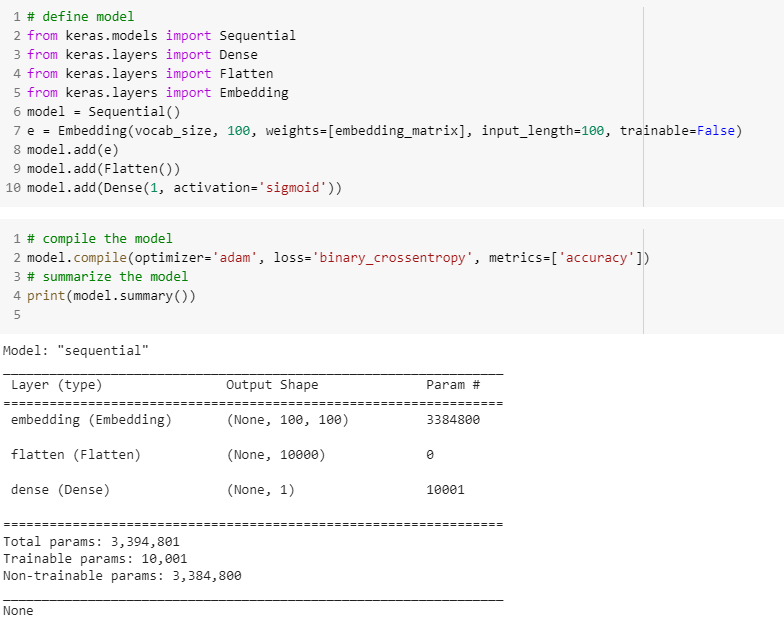 1 # define model
2 from keras.models import Sequential
3 from keras.layers import Dense
4 from keras.layers import Flatten
5 from keras.layers import Embedding
6 model = Sequential()
7 e = Embedding(vocab_size, 100, weights=[embedding_matrix], input_length=100, trainable=False)
8 model.add(e)
9 model.add(Flatten())
10 model.add(Dense(1, activation='sigmoid'))
1 # compile the model
2 model.compile(optimizer='adam', loss='binary_crossentropy', metrics=['accuracy'])
3 # summarize the model
4 print(model.summary())
5
Model: "sequential"
_________________________________________________________________
Layer (type) Output Shape Param #
=================================================================
embedding (Embedding) (None, 100, 100) 3384800
flatten (Flatten) (None, 10000) 0
dense (Dense) (None, 1) 10001
=================================================================
Total params: 3,394,801
Trainable params: 10,001
Non-trainable params: 3,384,800
_________________________________________________________________
None